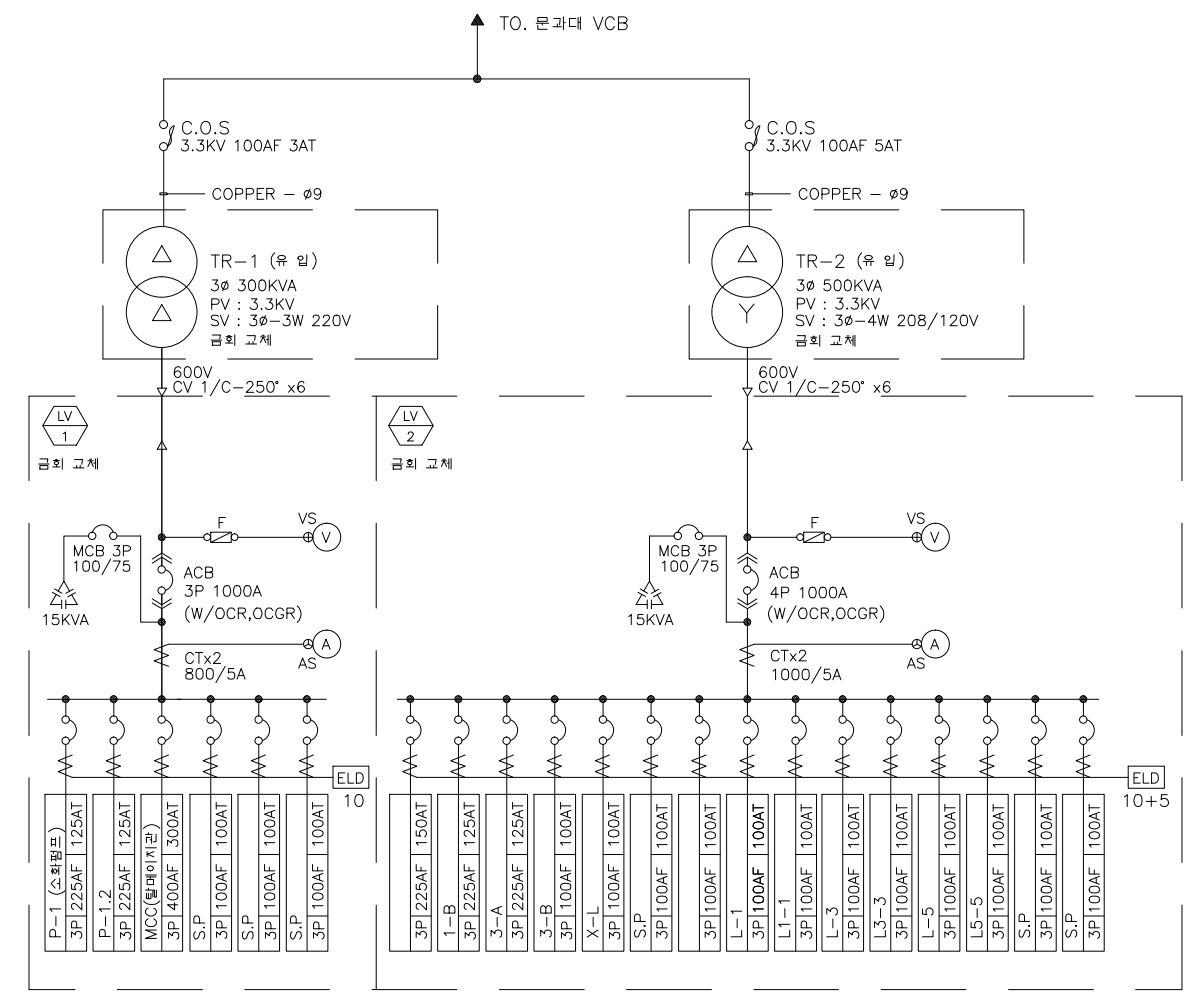 TO. 문과대 VCB
C.O.S
3.3KV 100AF 3AT
COPPER - ø9
TR-1 (유 입)
3ø 300KVA
PV : 3.3KV
SV : 3ø-3W 220V
금회 교체
600V
CV 1/C-250° x6
C.O.S
3.3KV 100AF 5AT
COPPER - ø9
TR-2 (유 입)
3ø 500KVA
PV : 3.3KV
SV : 3ø-4W 208/120V
금회 교체
600V
CV 1/C-250° x6
LV
1
금회 교체
F
VS
V
MCB 3P
100/75
15KVA
ACB
3P 1000A
(W/OCR,OCGR)
A
AS
CTx2
800/5A
ELD
10
P-1 (소화펌프)
3P 225AF 125AT
P-1.2
3P 225AF 125AT
MCC(탈메이지관)
3P 400AF 300AT
S.P
3P 100AF 100AT
S.P
3P 100AF 100AT
S.P
3P 100AF 100AT
LV
2
금회 교체
F
VS
V
MCB 3P
100/75
15KVA
ACB
4P 1000A
(W/OCR,OCGR)
A
AS
CTx2
1000/5A
ELD
10+5
3P 225AF 150AT
1-B
3P 225AF 125AT
3-A
3P 225AF 125AT
3-B
3P 100AF 100AT
X-L
3P 100AF 100AT
S.P
3P 100AF 100AT
3P 100AF 100AT
L-1
3P 100AF 100AT
L1-1
3P 100AF 100AT
L-3
3P 100AF 100AT
L3-3
3P 100AF 100AT
L-5
3P 100AF 100AT
L5-5
3P 100AF 100AT
S.P
3P 100AF 100AT
S.P
3P 100AF 100AT